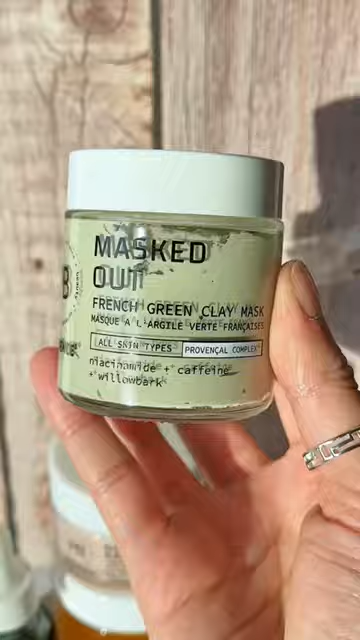 MASKED
OUT
FRENCH GREEN CLAY MASK
MASQUE A L'ARGILE VERTE FRANÇAISES
ALL SKIN TYPES PROVENÇAL COMPLEX
niacinamide + caffeine
+ willowbark
B